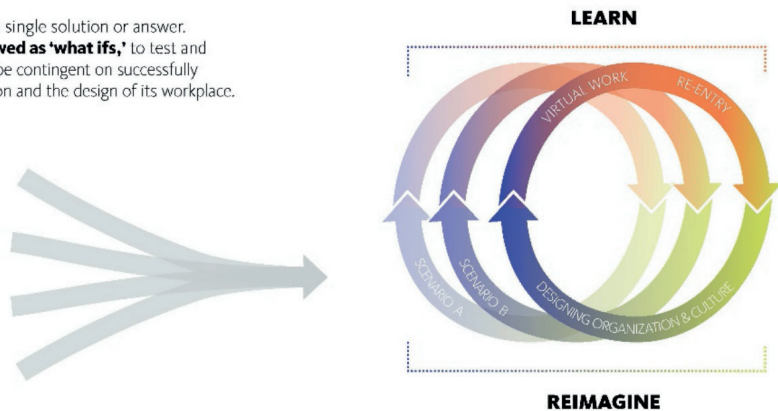 single solution or answer.
wed as ‘what ifs,’ to test and
be contingent on successfully
on and the design of its workplace.
LEARN
VIRTUAL WORK
RE-ENTRY
SCENARIO A
SCENARIO B
DESIGNING ORGANIZATION & CULTURE
REIMAGINE